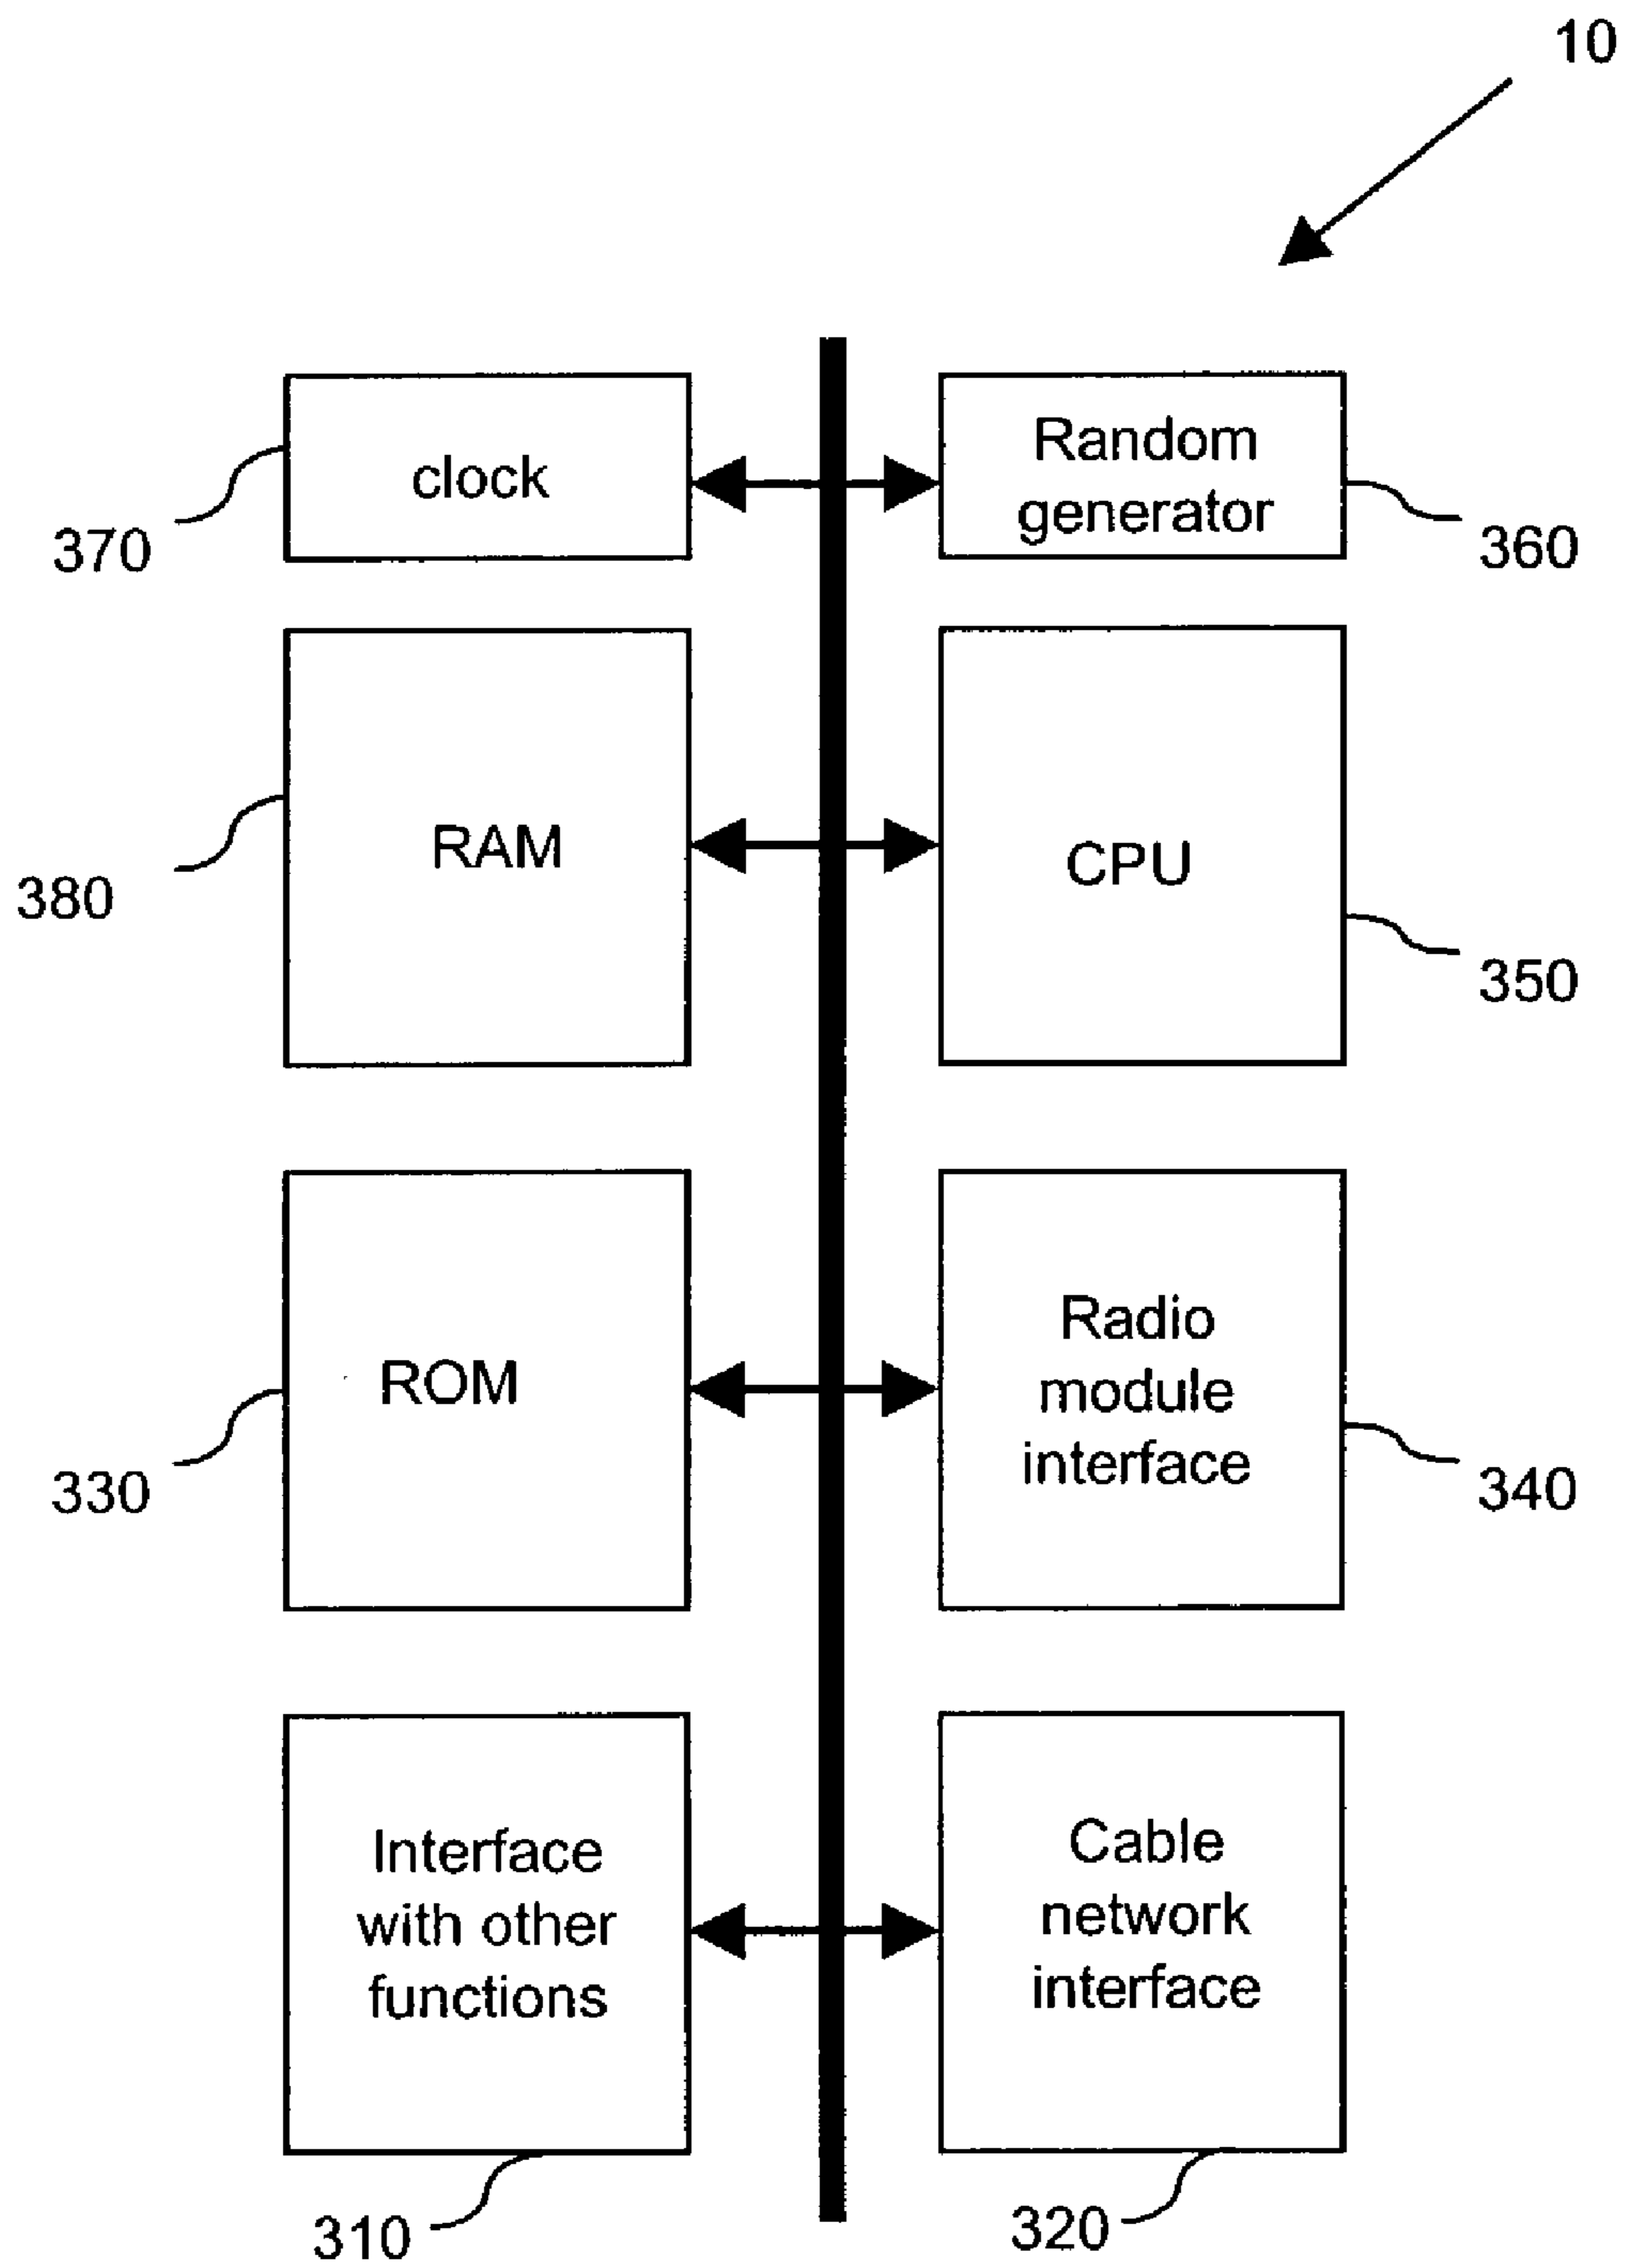 10
clock
Random
generator
370
360
RAM
CPU
380
350
ROM
Radio
module
interface
330
340
Interface
with other
functions
Cable
network
interface
310
320